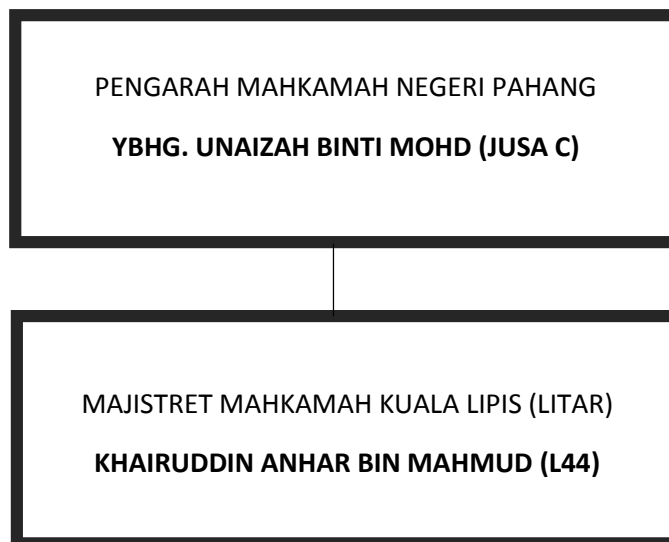 PENGARAH MAHKAMAH NEGERI PAHANG
YBHG. UNAIZAH BINTI MOHD (JUSA C)
MAJISTRET MAHKAMAH KUALA LIPIS (LITAR)
KHAIRUDDIN ANHAR BIN MAHMUD (L44)